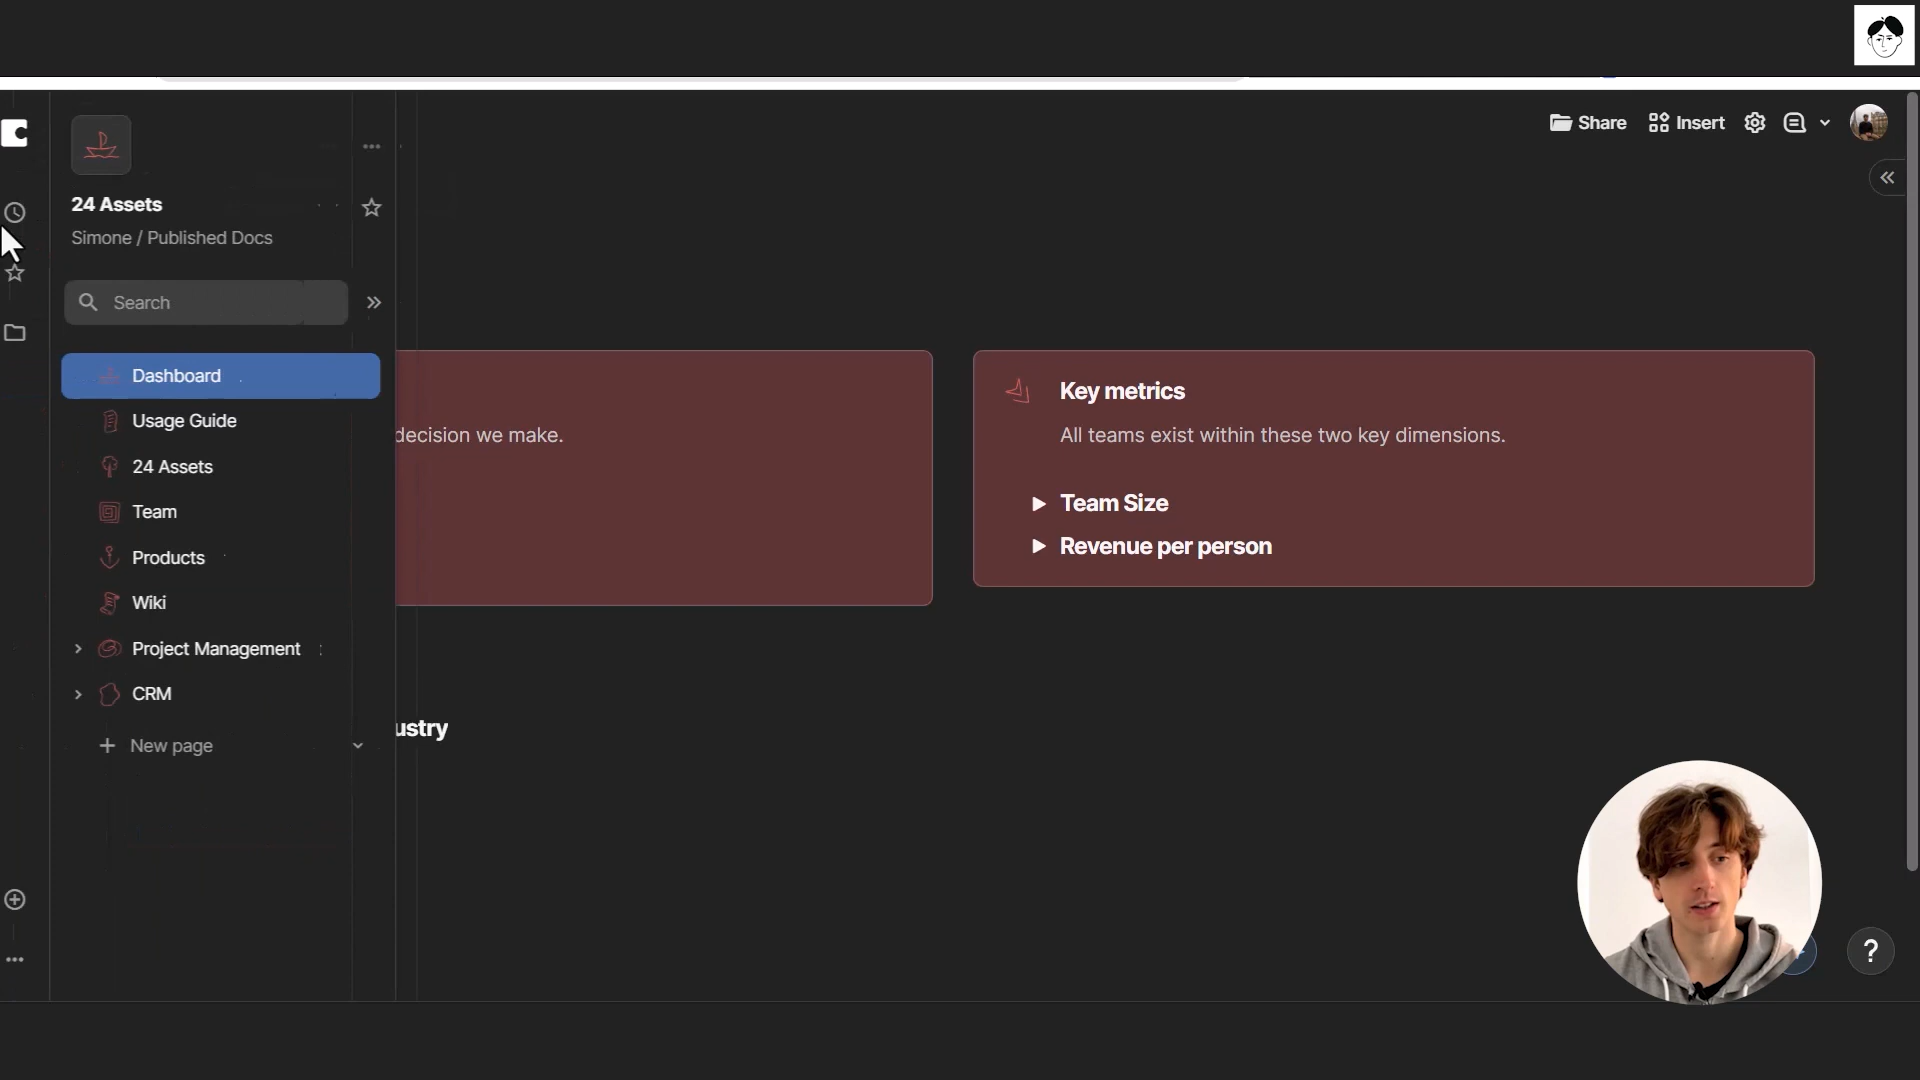 Share
Insert
24 Assets
Simone / Published Docs
Search
Dashboard
Usage Guide
24 Assets
Team
Products
Wiki
Project Management
CRM
New page
decision we make.
Key metrics
All teams exist within these two key dimensions.
Team Size
Revenue per person
ustry
?